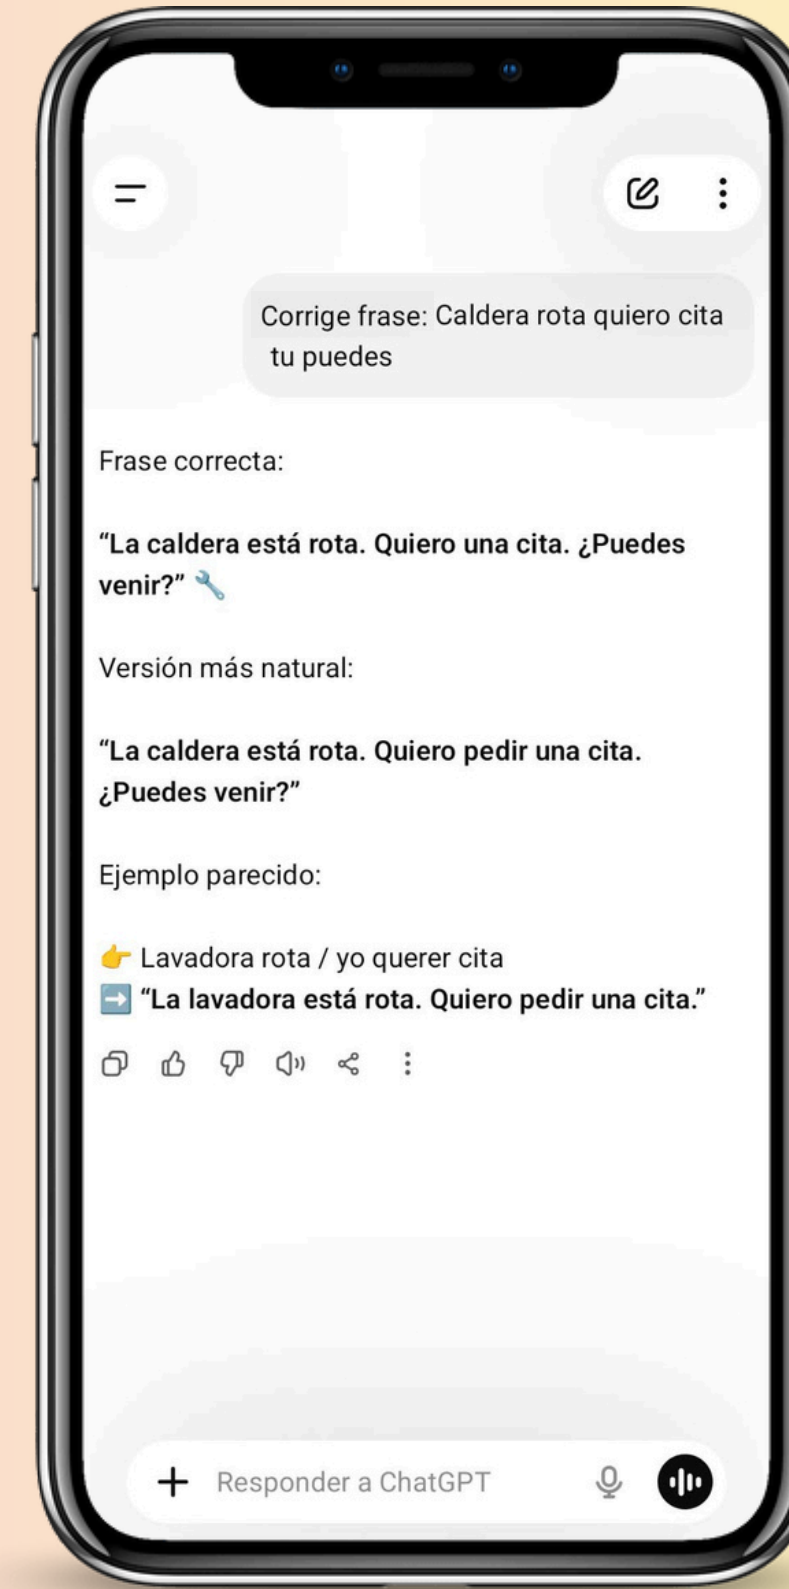 Corrige frase: Caldera rota quiero cita
tu puedes
Frase correcta:
“La caldera está rota. Quiero una cita. ¿Puedes
venir?” 🔧
Versión más natural:
“La caldera está rota. Quiero pedir una cita.
¿Puedes venir?”
Ejemplo parecido:
👉 Lavadora rota / yo querer cita
➡️ “La lavadora está rota. Quiero pedir una cita.”
Responder a ChatGPT